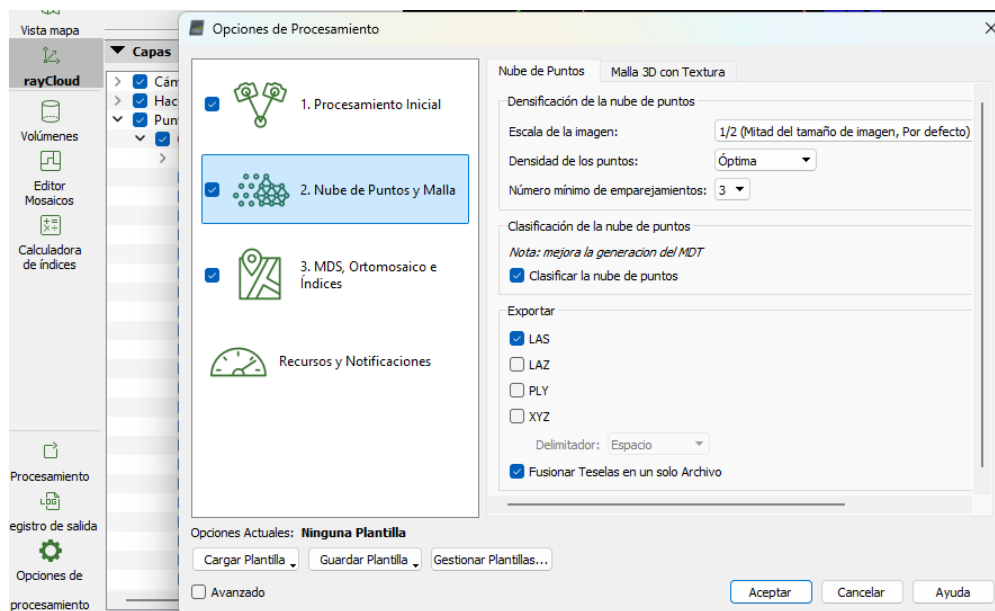 Vista mapa
rayCloud
Volúmenes
Editor
Mosaicos
Calculadora
de índices
Procesamiento
egistro de salida
Opciones de
procesamiento
Capas
Cám
Hac
Pun
Opciones de Procesamiento
1. Procesamiento Inicial
2. Nube de Puntos y Malla
3. MDS, Ortomosaico e
Índices
Recursos y Notificaciones
Nube de Puntos Malla 3D con Textura
Densificación de la nube de puntos
Escala de la imagen: 1/2 (Mitad del tamaño de imagen, Por defecto)
Densidad de los puntos: Óptima
Número mínimo de emparejamientos: 3
Clasificación de la nube de puntos
Nota: mejora la generacion del MDT
Clasificar la nube de puntos
Exportar
LAS
LAZ
PLY
XYZ
Delimitador: Espacio
Fusionar Teselas en un solo Archivo
Opciones Actuales: Ninguna Plantilla
Cargar Plantilla Guardar Plantilla Gestionar Plantillas...
Avanzado
Aceptar Cancelar Ayuda